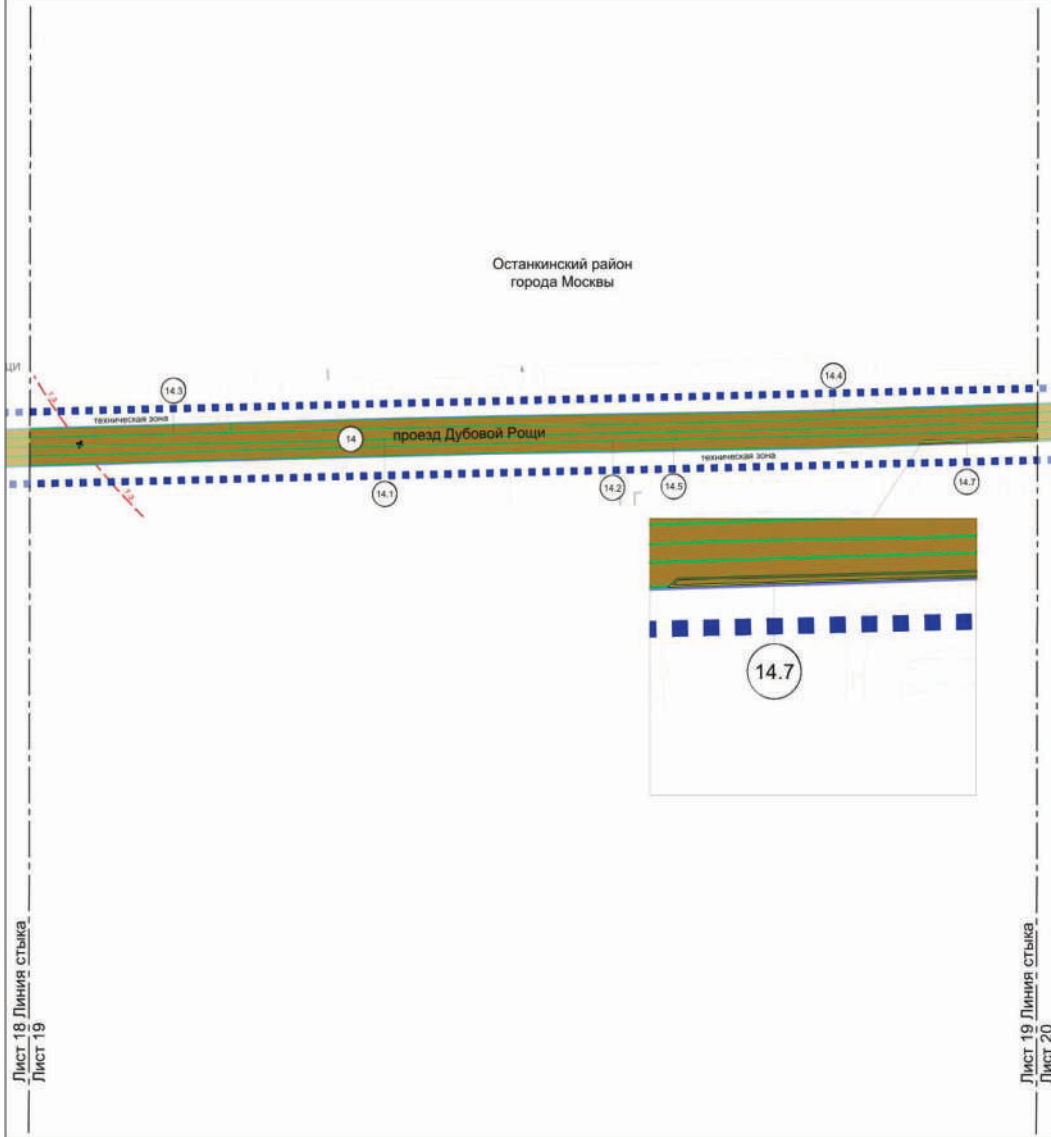 Останкинский район
города Москвы
щи
14.3
14.4
техническая зона
14
проезд Дубовой Рощи
техническая зона
14.1
14.2
14.5
14.7
14.7
Лист 18 Линия стыка
Лист 19
Лист 19 Линия стыка
Лист 20